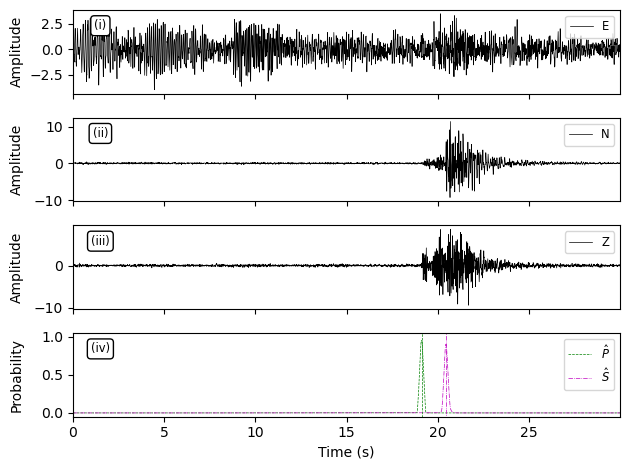 Amplitude
2.5
0.0
−2.5
(i)
E
Amplitude
10
0
−10
(ii)
N
Amplitude
0
−10
(iii)
Z
Probability
1.0
0.5
0.0
(iv)
P̂
Ŝ
0 5 10 15 20 25
Time (s)